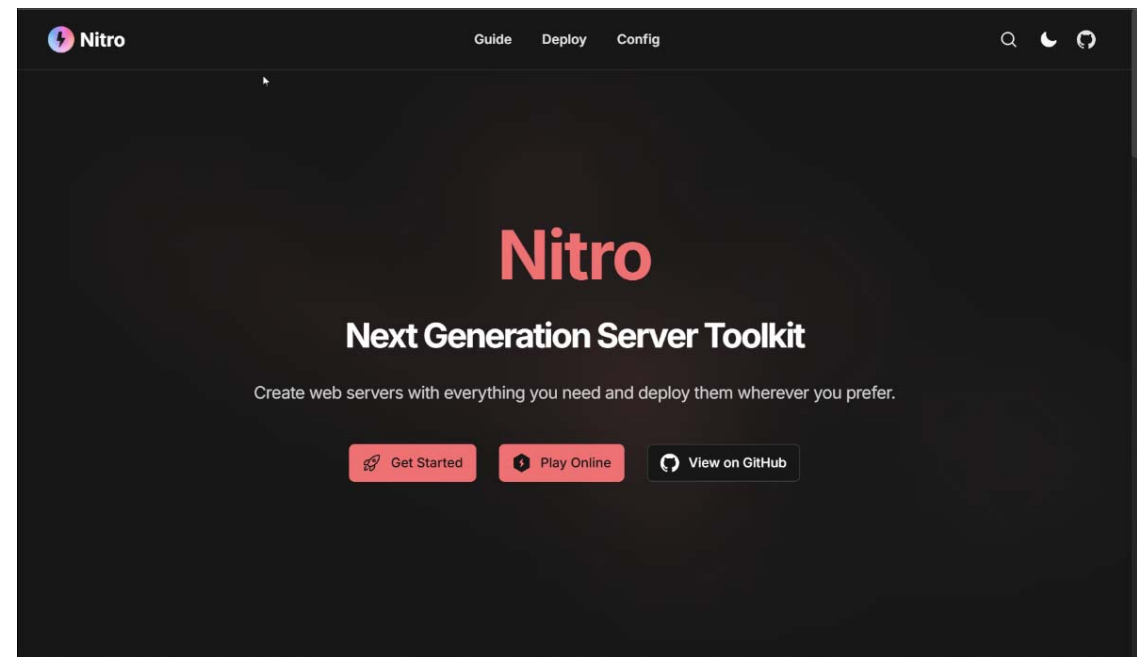 Nitro
Guide Deploy Config
Nitro
Next Generation Server Toolkit
Create web servers with everything you need and deploy them wherever you prefer.
Get Started Play Online View on GitHub